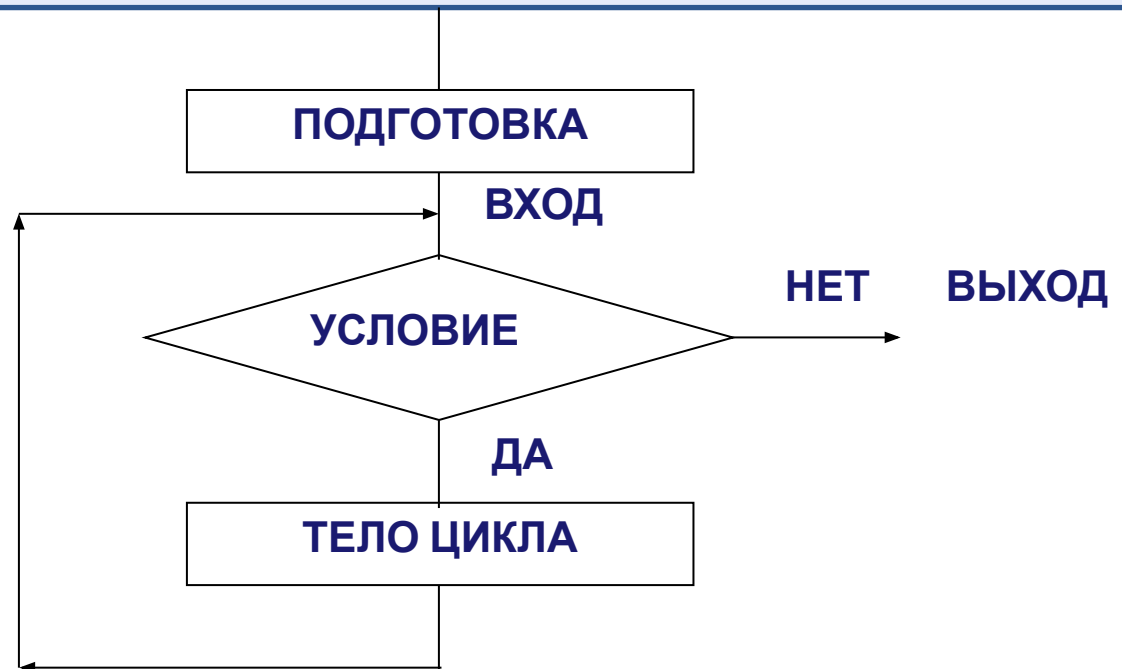 ПОДГОТОВКА
ВХОД
НЕТ ВЫХОД
УСЛОВИЕ
ДА
ТЕЛО ЦИКЛА